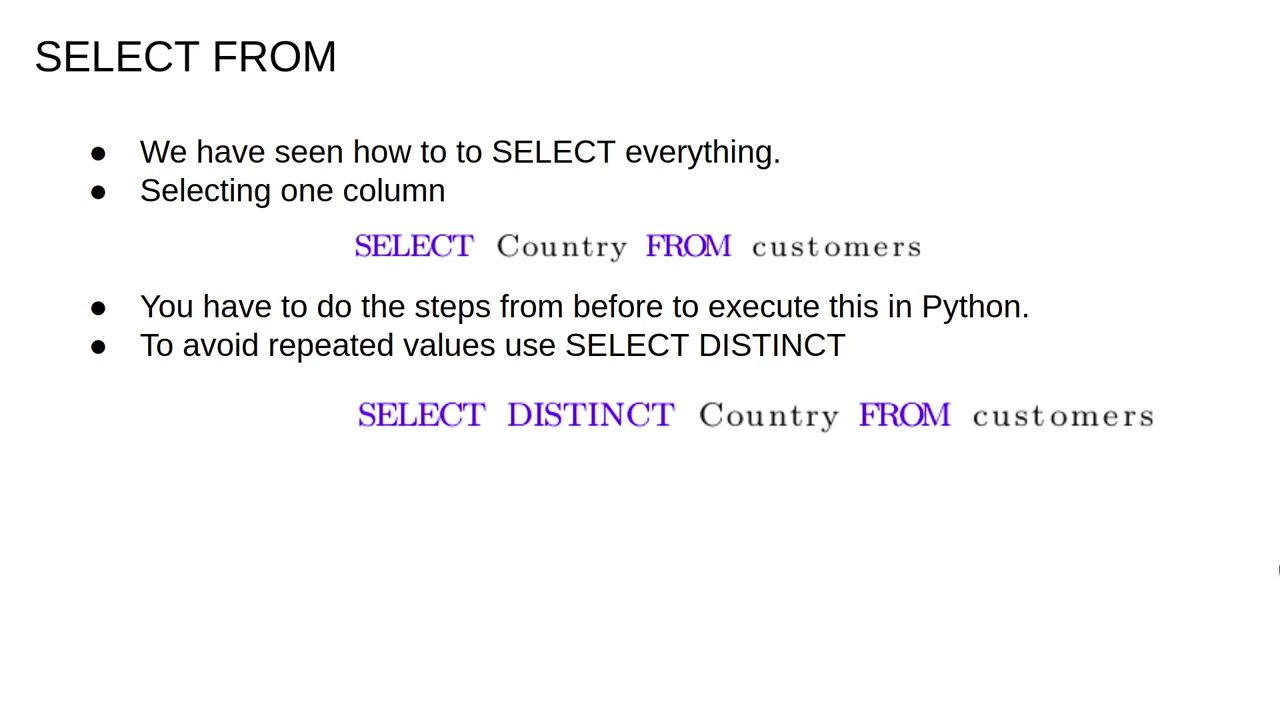 SELECT FROM
● We have seen how to to SELECT everything.
● Selecting one column
SELECT Country FROM customers
● You have to do the steps from before to execute this in Python.
● To avoid repeated values use SELECT DISTINCT
SELECT DISTINCT Country FROM customers